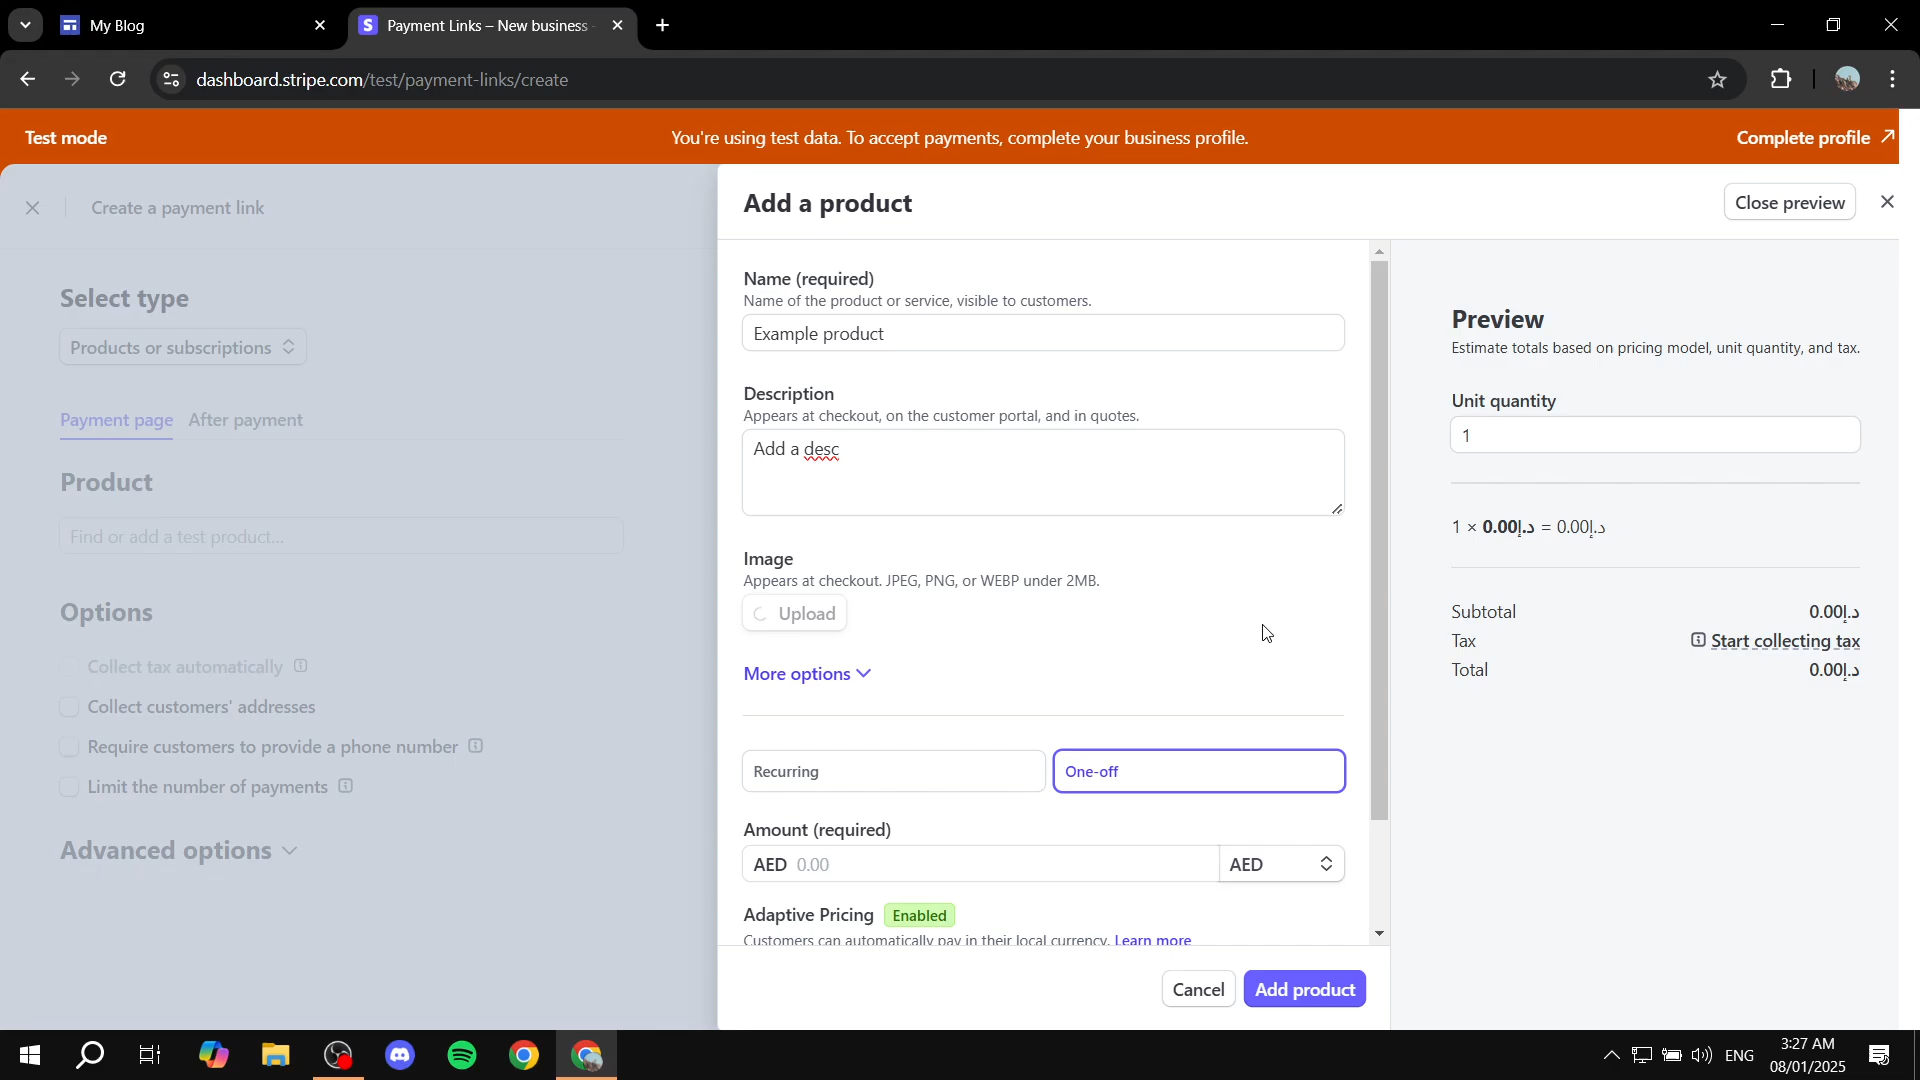 My Blog
Payment Links – New business -
dashboard.stripe.com/test/payment-links/create
Test mode
You're using test data. To accept payments, complete your business profile.
Complete profile
Create a payment link
Add a product
Close preview
Select type
Products or subscriptions
Payment page
After payment
Product
Find or add a test product...
Options
Collect tax automatically
Collect customers' addresses
Require customers to provide a phone number
Limit the number of payments
Advanced options
Name (required)
Name of the product or service, visible to customers.
Example product
Description
Appears at checkout, on the customer portal, and in quotes.
Add a desc
Image
Appears at checkout. JPEG, PNG, or WEBP under 2MB.
Upload
More options
Recurring
One-off
Amount (required)
AED 0.00
AED
Adaptive Pricing Enabled
Customers can automatically pay in their local currency. Learn more
Cancel
Add product
Preview
Estimate totals based on pricing model, unit quantity, and tax.
Unit quantity
1
1 × 0.00د.إ = 0.00د.إ
Subtotal 0.00د.إ
Tax Start collecting tax
Total 0.00د.إ
ENG
3:27 AM
08/01/2025